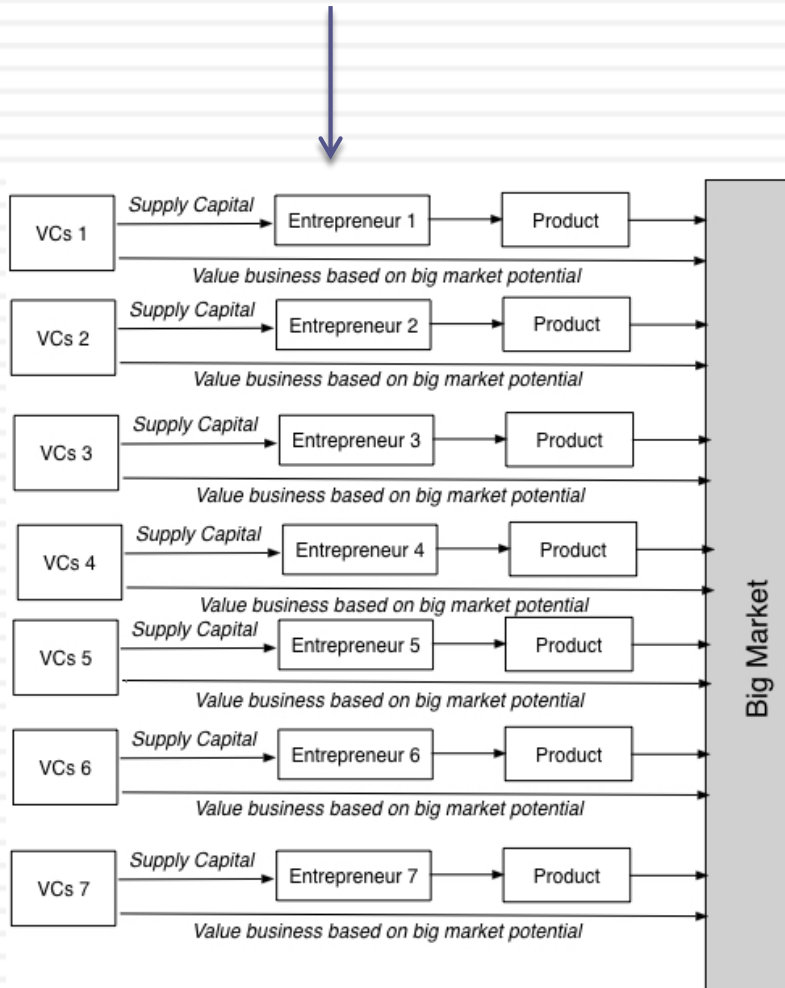 Supply Capital
VCs 1
Entrepreneur 1
Product
Value business based on big market potential
Supply Capital
VCs 2
Entrepreneur 2
Product
Value business based on big market potential
Supply Capital
VCs 3
Entrepreneur 3
Product
Value business based on big market potential
Supply Capital
VCs 4
Entrepreneur 4
Product
Value business based on big market potential
Supply Capital
VCs 5
Entrepreneur 5
Product
Value business based on big market potential
Supply Capital
VCs 6
Entrepreneur 6
Product
Value business based on big market potential
Supply Capital
VCs 7
Entrepreneur 7
Product
Value business based on big market potential
Big Market